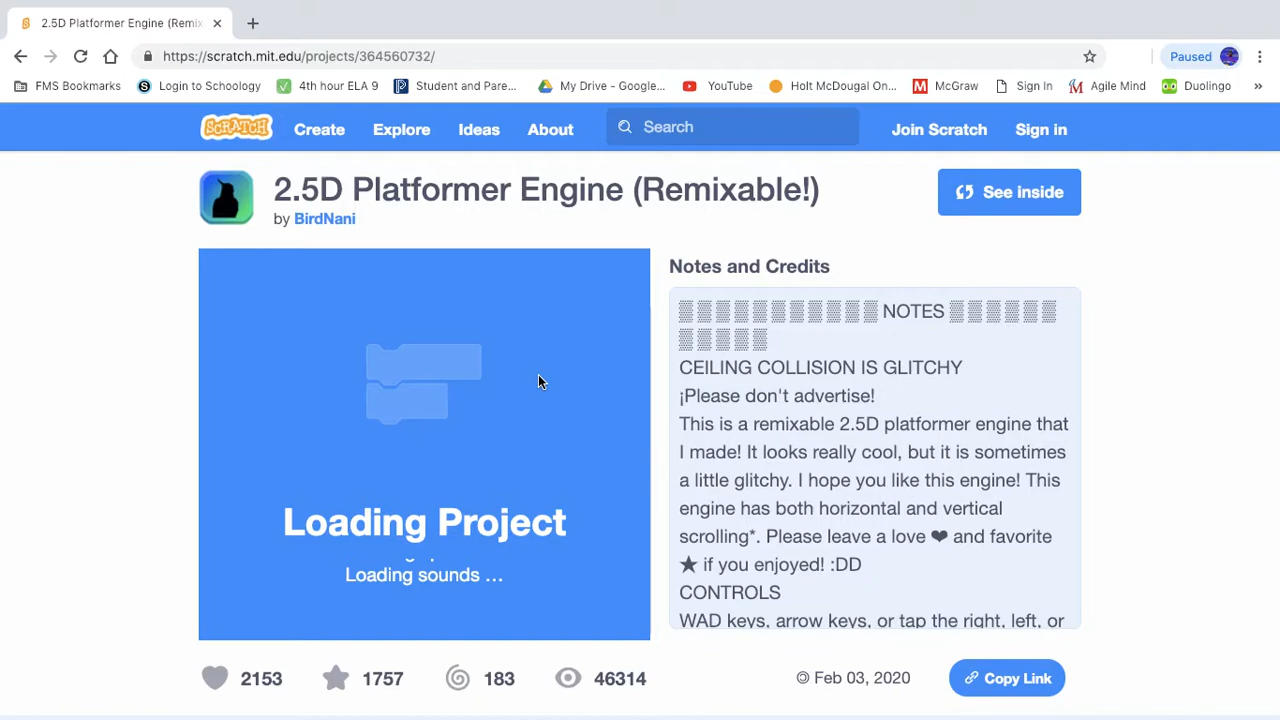 2.5D Platformer Engine (Remix
https://scratch.mit.edu/projects/364560732/
Paused
FMS Bookmarks
Login to Schoology
4th hour ELA 9
Student and Pare...
My Drive - Google...
YouTube
Holt McDougal On...
McGraw
Sign In
Agile Mind
Duolingo
SCRATCH
Create
Explore
Ideas
About
Search
Join Scratch
Sign in
2.5D Platformer Engine (Remixable!)
by BirdNani
See inside
Loading Project
Loading sounds …
Notes and Credits
▒ ▒ ▒ ▒ ▒ ▒ ▒ ▒ ▒ ▒ ▒ NOTES ▒ ▒ ▒ ▒ ▒ ▒
▒ ▒ ▒ ▒ ▒
CEILING COLLISION IS GLITCHY
¡Please don't advertise!
This is a remixable 2.5D platformer engine that
I made! It looks really cool, but it is sometimes
a little glitchy. I hope you like this engine! This
engine has both horizontal and vertical
scrolling*. Please leave a love ❤ and favorite
★ if you enjoyed! :DD
CONTROLS
WAD keys, arrow keys, or tap the right, left, or
2153
1757
183
46314
© Feb 03, 2020
Copy Link